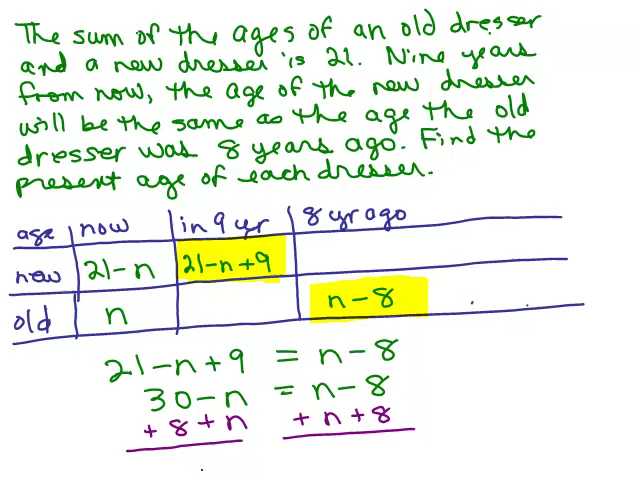 The sum of the ages of an old dresser
and a new dresser is 21. Nine years
from now, the age of the new dresser
will be the same as the age the old
dresser was 8 years ago. Find the
present age of each dresser.
age now in 9 yr 8 yr ago
new 21-n 21-n+9
old n n-8
21-n+9 = n-8
30-n = n-8
+8+n +n+8